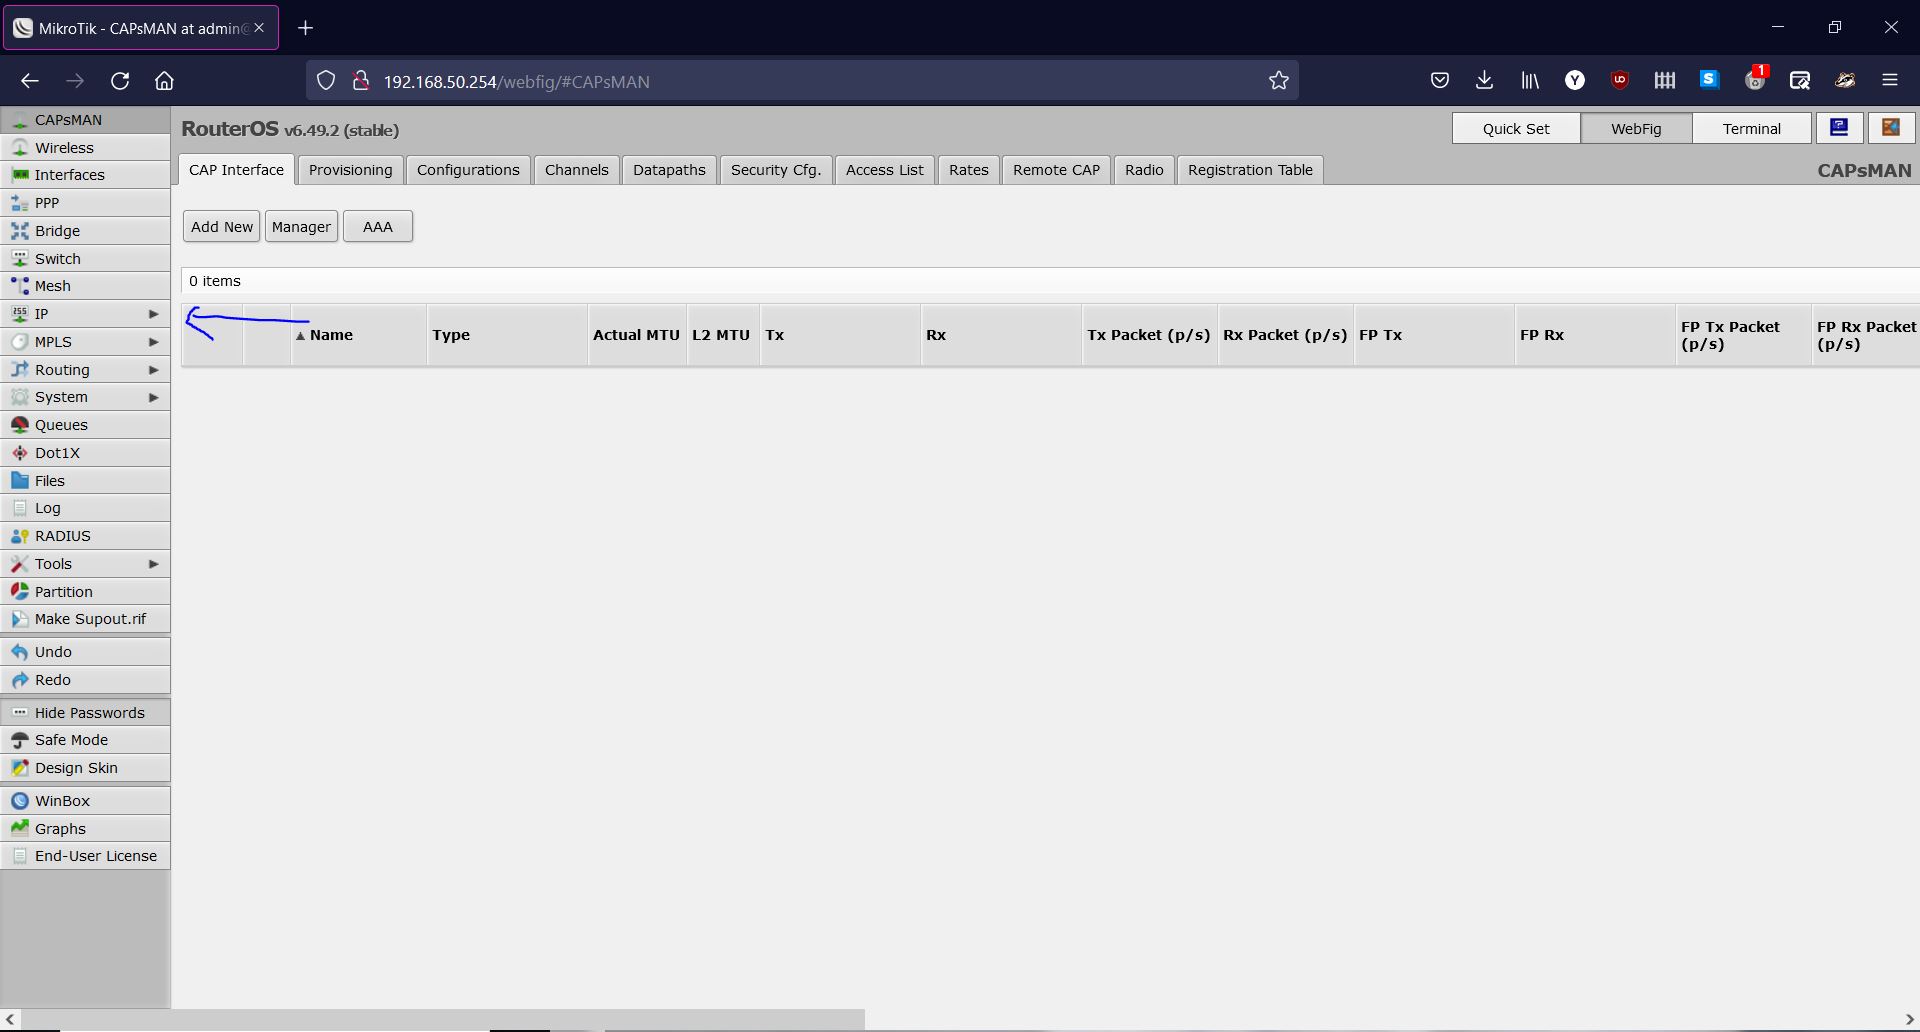 MikroTik - CAPsMAN at admin@
192.168.50.254/webfig/#CAPsMAN
1
RouterOS v6.49.2 (stable)
Quick Set
WebFig
Terminal
CAP Interface
Provisioning
Configurations
Channels
Datapaths
Security Cfg.
Access List
Rates
Remote CAP
Radio
Registration Table
CAPsMAN
Add New
Manager
AAA
0 items
▲ Name
Type
Actual MTU
L2 MTU
Tx
Rx
Tx Packet (p/s)
Rx Packet (p/s)
FP Tx
FP Rx
FP Tx Packet
(p/s)
FP Rx Packet
(p/s)
CAPsMAN
Wireless
Interfaces
PPP
Bridge
Switch
Mesh
IP
MPLS
Routing
System
Queues
Dot1X
Files
Log
RADIUS
Tools
Partition
Make Supout.rif
Undo
Redo
Hide Passwords
Safe Mode
Design Skin
WinBox
Graphs
End-User License